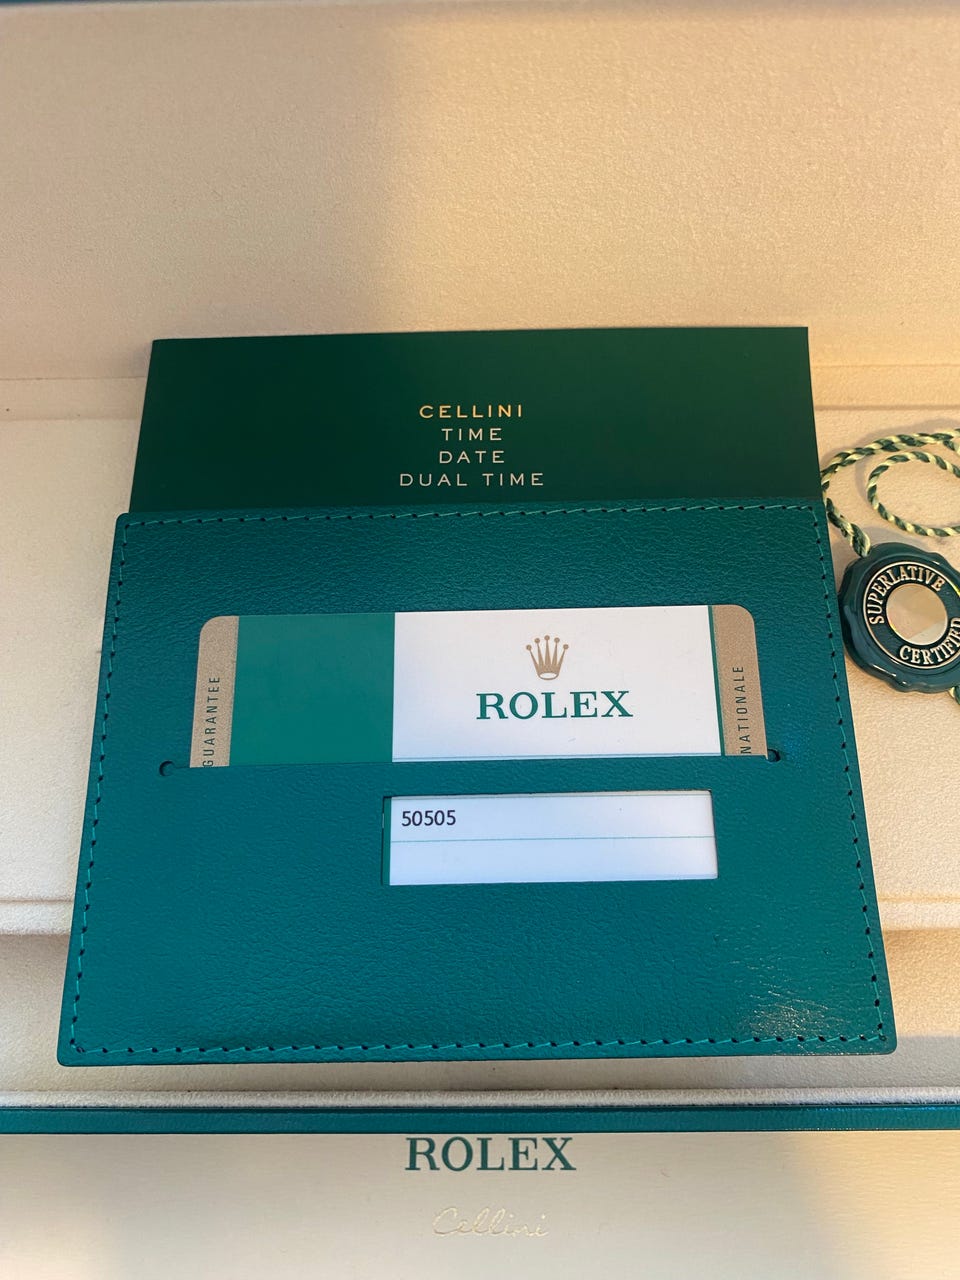 CELLINI
TIME
DATE
DUAL TIME
SUPERLATIVE
CERTIFIED
GUARANTEE
ROLEX
NATIONALE
50505
ROLEX
Cellini